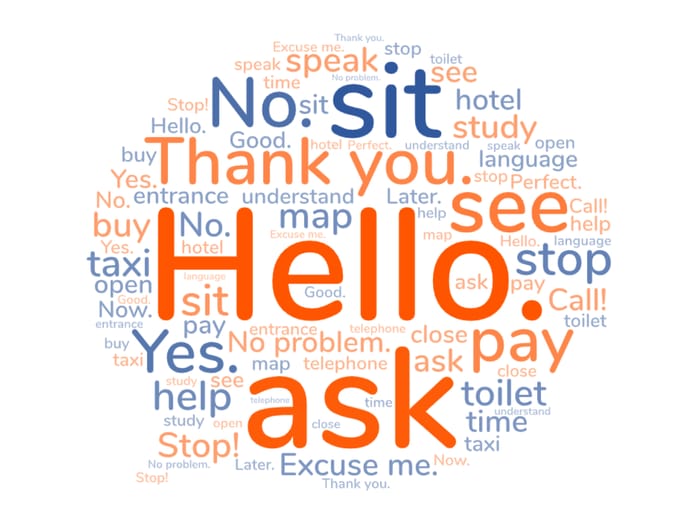 Thank you.
Excuse me.
stop
toilet
speak
speak
see
No problem.
time
No.
sit
sit
hotel
Stop!
Hello.
Good.
study
buy
Thank you.
hotel
Perfect.
understand
speak
open
language
Yes.
stop
Perfect.
No.
entrance
understand
Later.
see
Call!
buy
No.
map
help
help
Yes.
hotel
Hello.
Excuse me.
map
Hello.
language
taxi
stop
open
language
sit
Good.
ask
pay
Good.
Call!
Now.
entrance
pay
entrance
telephone
close
pay
toilet
buy
Yes.
No problem.
taxi
map
telephone
ask
close
study
see
ask
help
telephone
time
toilet
understand
study
open
close
time
Stop!
taxi
No problem.
Later.
Excuse me.
Now.
Stop!
Thank you.